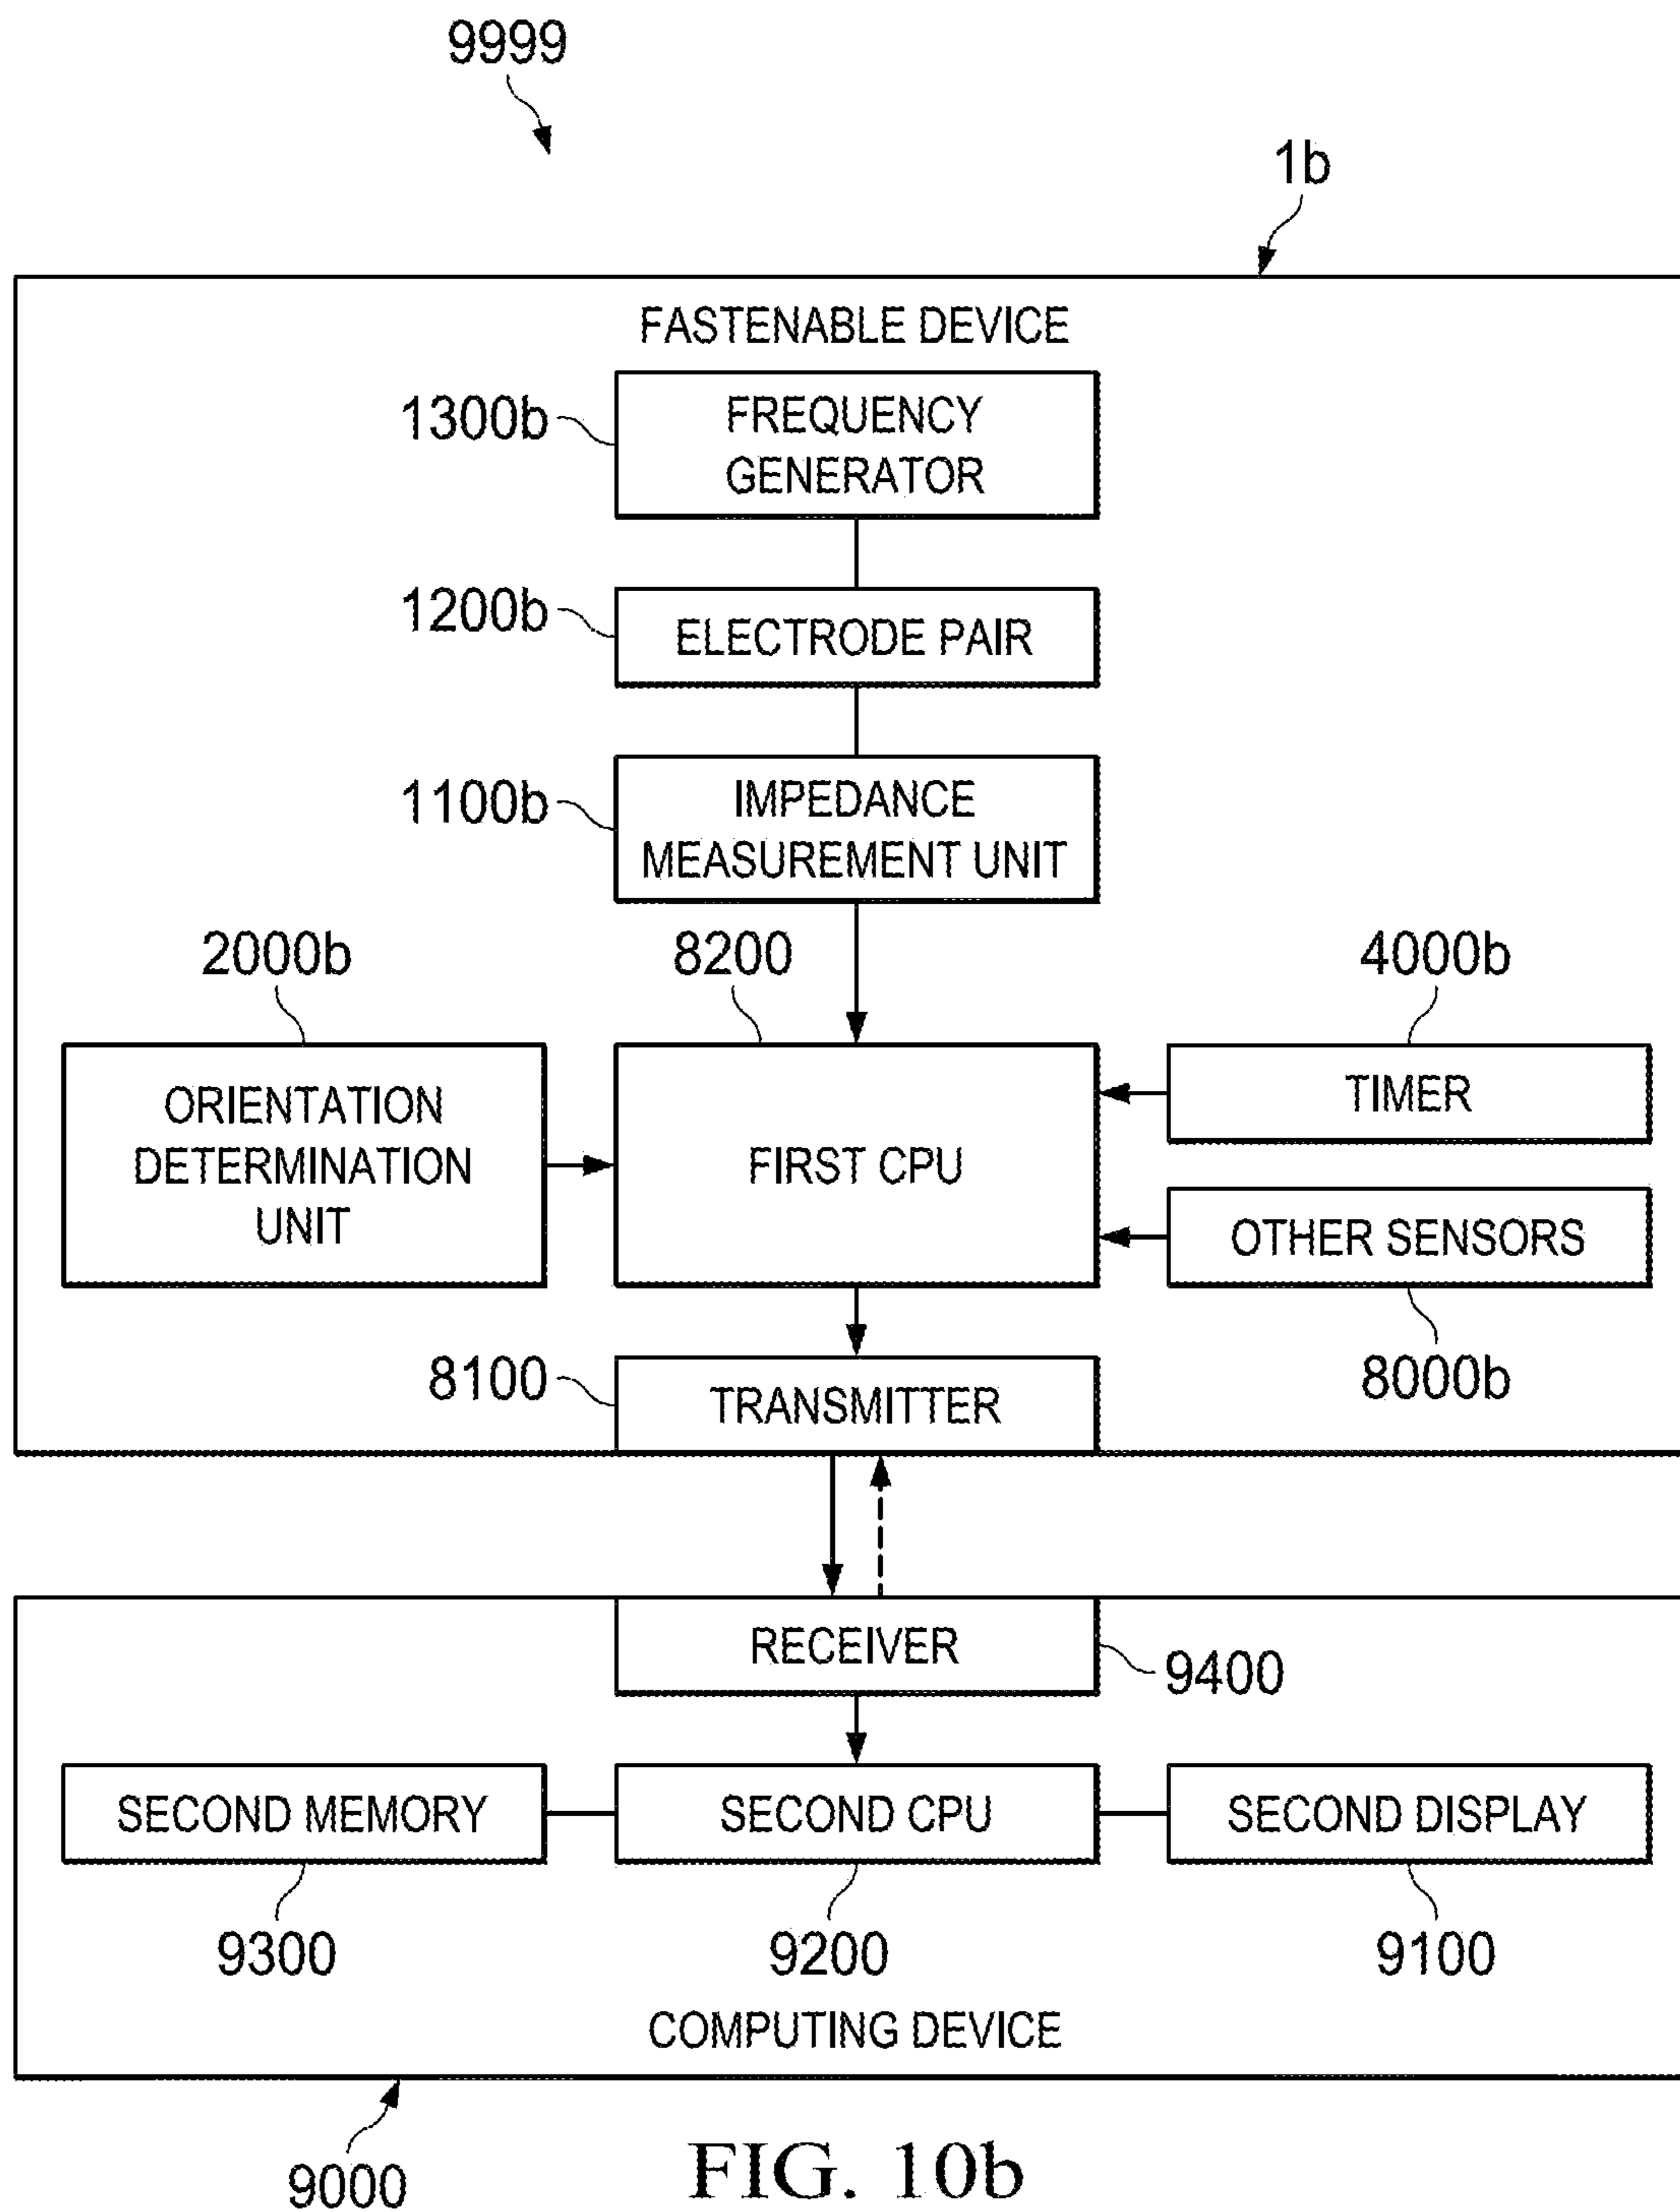 9999
1b
FASTENABLE DEVICE
1300b
FREQUENCY
GENERATOR
1200b
ELECTRODE PAIR
1100b
IMPEDANCE
MEASUREMENT UNIT
2000b
8200
4000b
ORIENTATION
DETERMINATION
UNIT
FIRST CPU
TIMER
OTHER SENSORS
8100
TRANSMITTER
8000b
RECEIVER
9400
SECOND MEMORY
SECOND CPU
SECOND DISPLAY
9300
9200
9100
COMPUTING DEVICE
9000
FIG. 10b